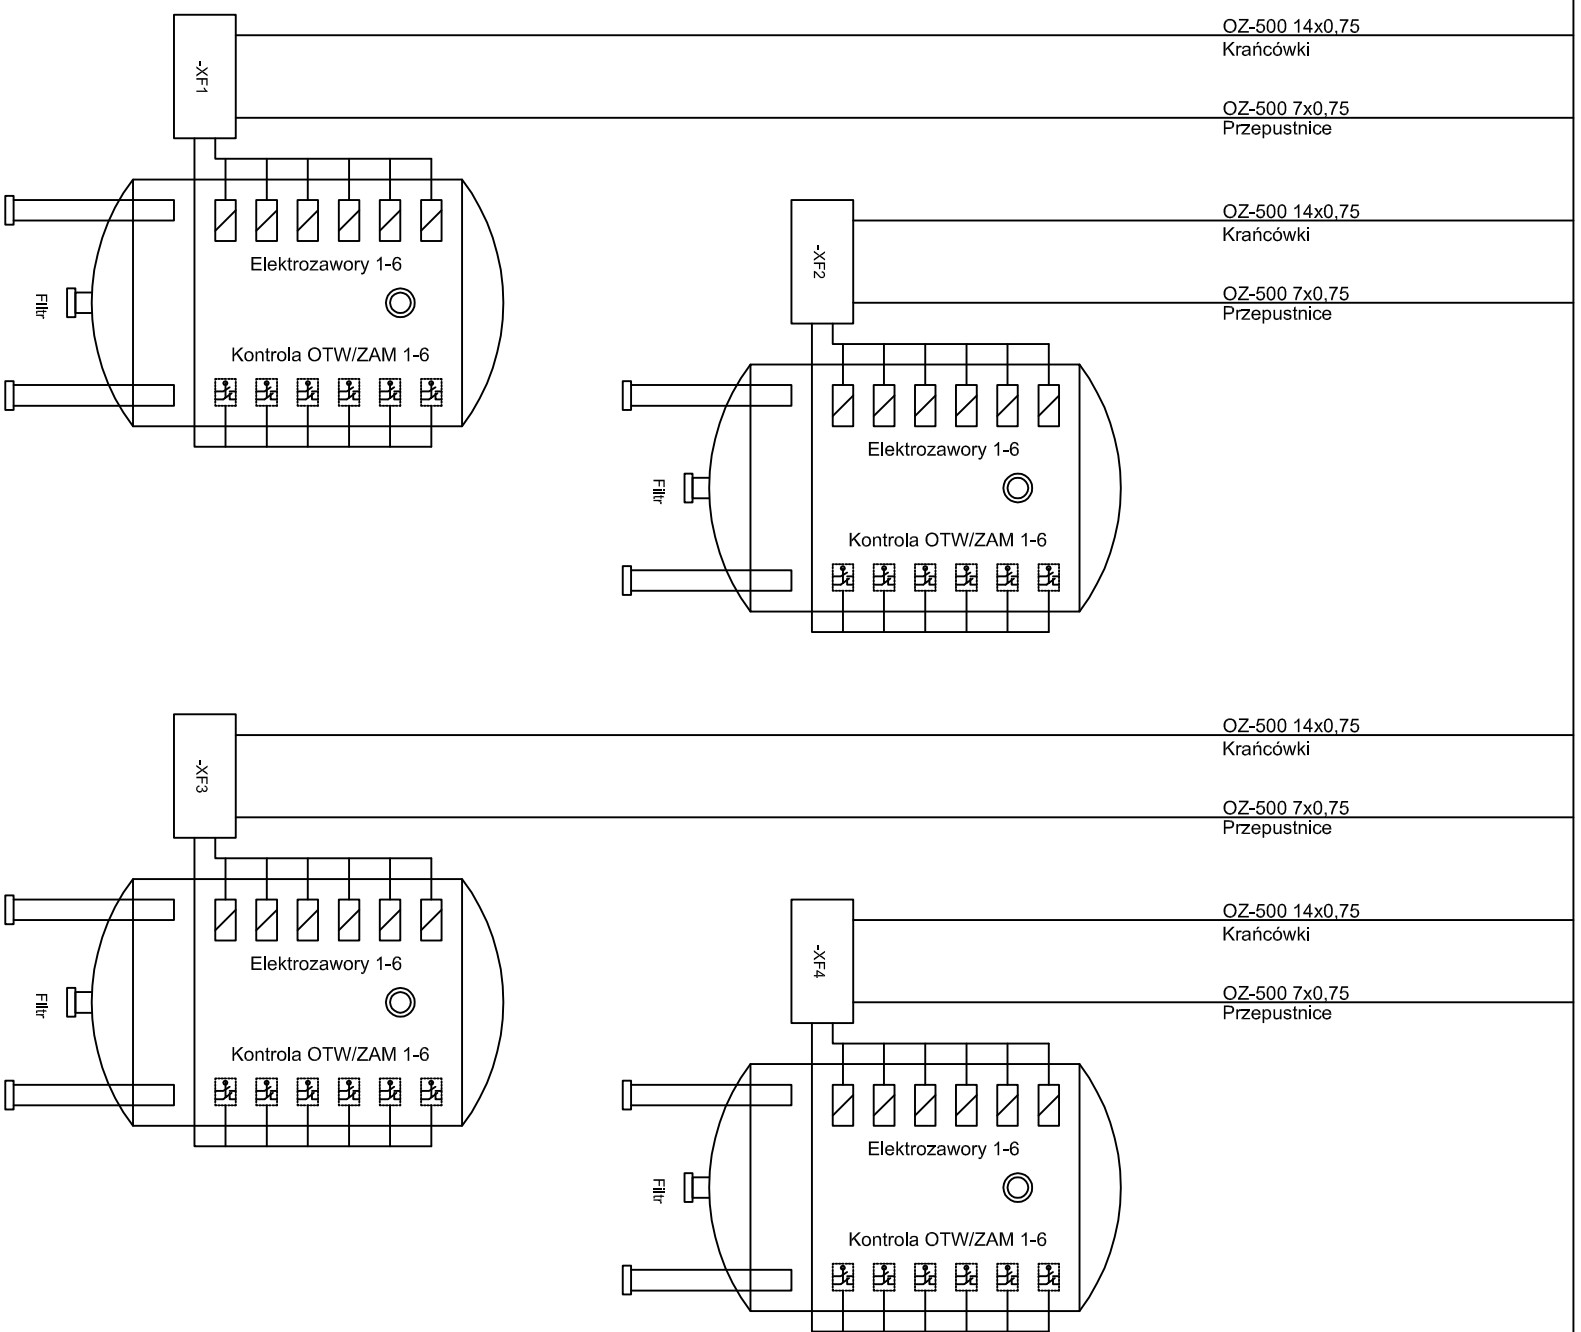 OZ-500 14x0,75
Krańcówki
-XF1
OZ-500 7x0,75
Przepustnice
Elektrozawory 1-6
Filtr
Kontrola OTW/ZAM 1-6
OZ-500 14x0,75
Krańcówki
-XF2
OZ-500 7x0,75
Przepustnice
Elektrozawory 1-6
Filtr
Kontrola OTW/ZAM 1-6
OZ-500 14x0,75
Krańcówki
-XF3
OZ-500 7x0,75
Przepustnice
Elektrozawory 1-6
Filtr
Kontrola OTW/ZAM 1-6
OZ-500 14x0,75
Krańcówki
-XF4
OZ-500 7x0,75
Przepustnice
Elektrozawory 1-6
Filtr
Kontrola OTW/ZAM 1-6